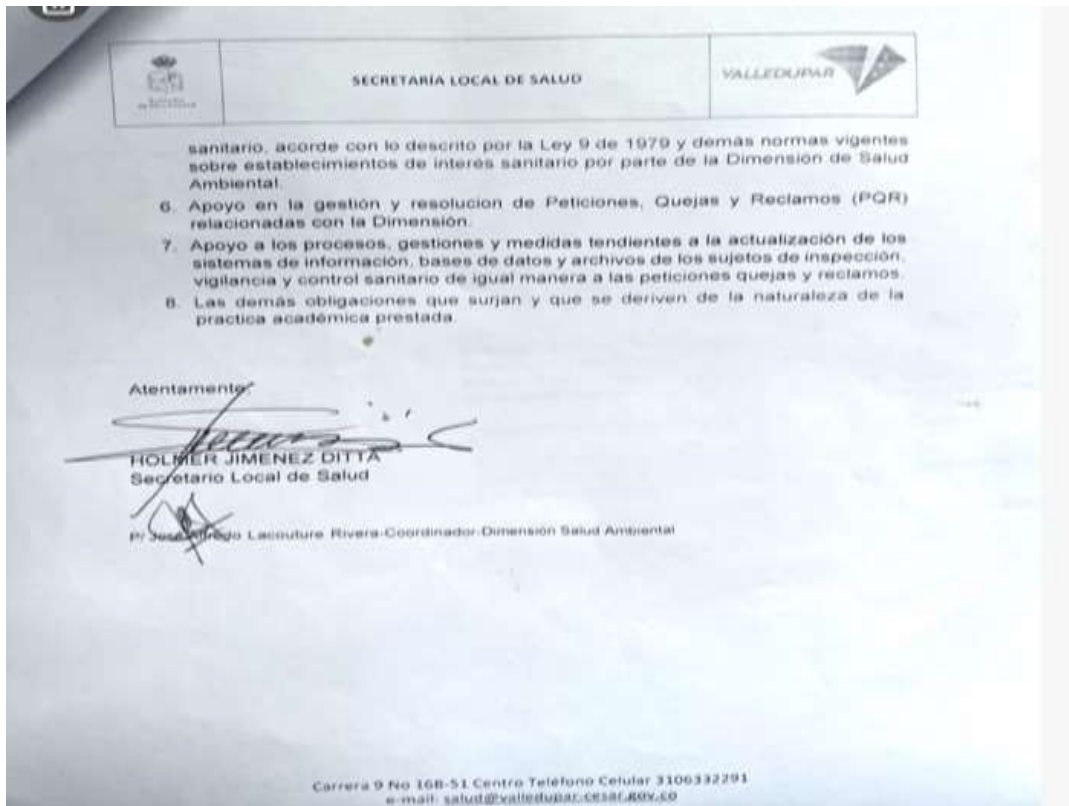 SECRETARÍA LOCAL DE SALUD
VALLEDUPAR
sanitario, acorde con lo descrito por la Ley 9 de 1979 y demás normas vigentes
sobre establecimientos de interés sanitario por parte de la Dimensión de Salud
Ambiental.
6. Apoyo en la gestión y resolucion de Peticiones, Quejas y Reclamos (PQR)
relacionadas con la Dimensión.
7. Apoyo a los procesos, gestiones y medidas tendientes a la actualización de los
sistemas de información, bases de datos y archivos de los sujetos de inspección,
vigilancia y control sanitario de igual manera a las peticiones quejas y reclamos.
8. Las demás obligaciones que surjan y que se deriven de la naturaleza de la
practica académica prestada.
Atentamente,
HOLMER JIMENEZ DITTA
Secretario Local de Salud
P/ José Alfredo Lacouture Rivera-Coordinador-Dimensión Salud Ambiental
Carrera 9 No 16B-51 Centro Teléfono Celular 3106332291
e-mail: salud@valledupar.cesar.gov.co